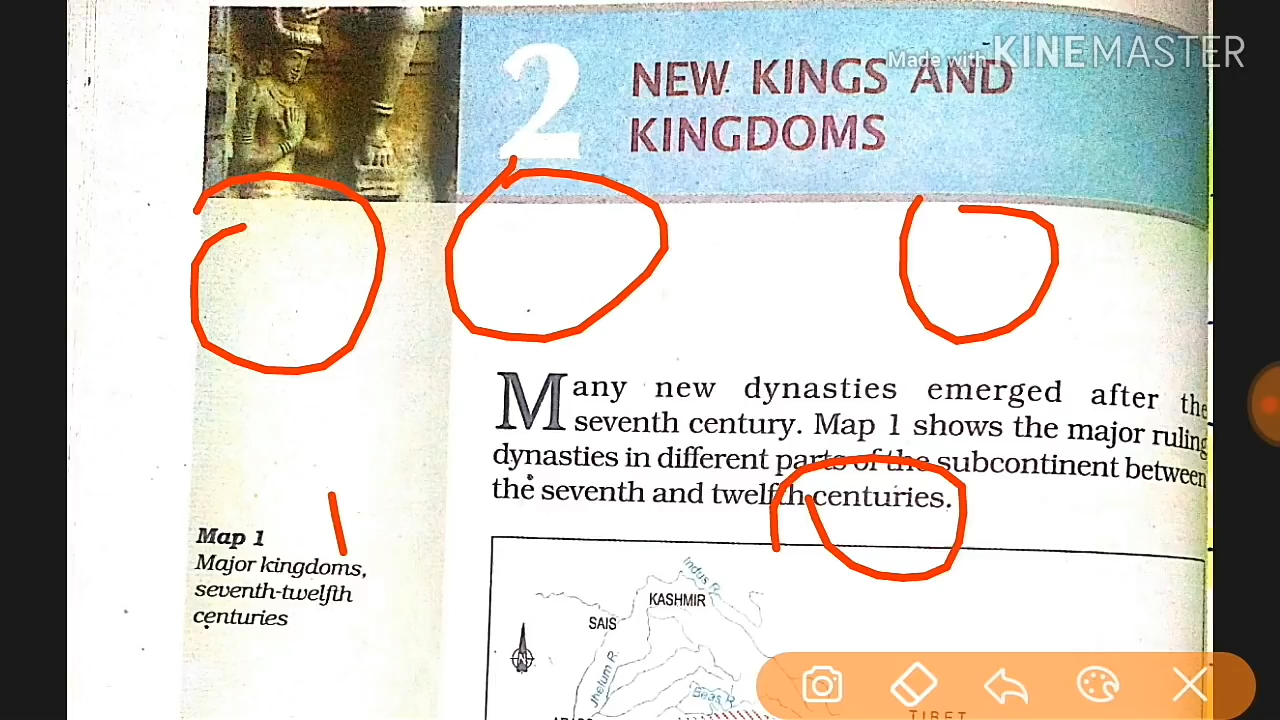 Made with KINEMASTER
2
NEW KINGS AND
KINGDOMS
Many new dynasties emerged after the
seventh century. Map 1 shows the major ruling
dynasties in different parts of the subcontinent between
the seventh and twelfth centuries.
Map 1
Major kingdoms,
seventh-twelfth
centuries
Indus R.
KASHMIR
SAIS
N
Jhelum R.
Beas R.
TIBET